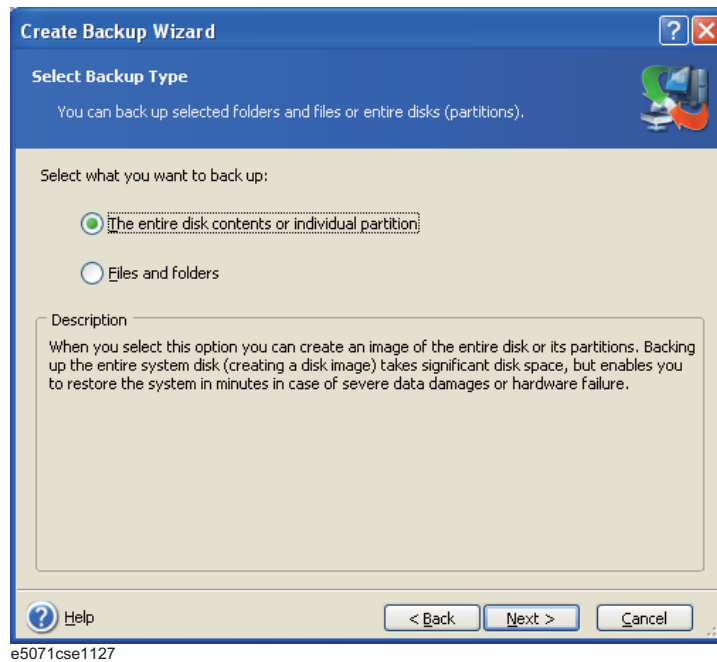 Create Backup Wizard
?
Select Backup Type
You can back up selected folders and files or entire disks (partitions).
Select what you want to back up:
The entire disk contents or individual partition
Files and folders
Description
When you select this option you can create an image of the entire disk or its partitions. Backing
up the entire system disk (creating a disk image) takes significant disk space, but enables you
to restore the system in minutes in case of severe data damages or hardware failure.
? Help
< Back
Next >
Cancel
e5071cse1127